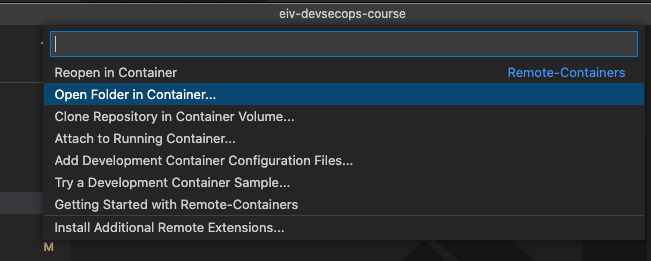 eiv-devsecops-course
Reopen in Container Remote-Containers
Open Folder in Container...
Clone Repository in Container Volume...
Attach to Running Container...
Add Development Container Configuration Files...
Try a Development Container Sample...
Getting Started with Remote-Containers
Install Additional Remote Extensions...
M